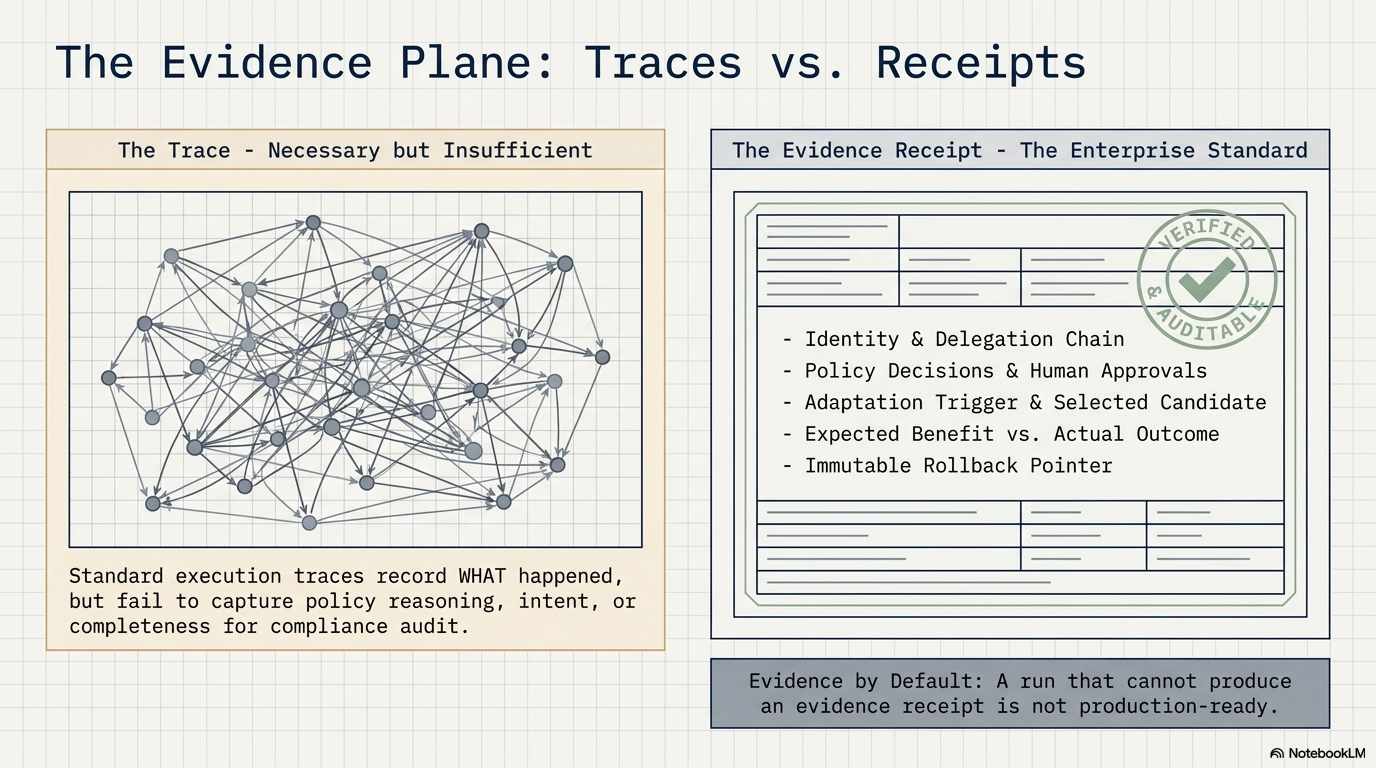 The Evidence Plane: Traces vs. Receipts
The Trace - Necessary but Insufficient
Standard execution traces record WHAT happened,
but fail to capture policy reasoning, intent, or
completeness for compliance audit.
The Evidence Receipt - The Enterprise Standard
VERIFIED
& AUDITABLE
- Identity & Delegation Chain
- Policy Decisions & Human Approvals
- Adaptation Trigger & Selected Candidate
- Expected Benefit vs. Actual Outcome
- Immutable Rollback Pointer
Evidence by Default: A run that cannot produce
an evidence receipt is not production-ready.
NotebookLM